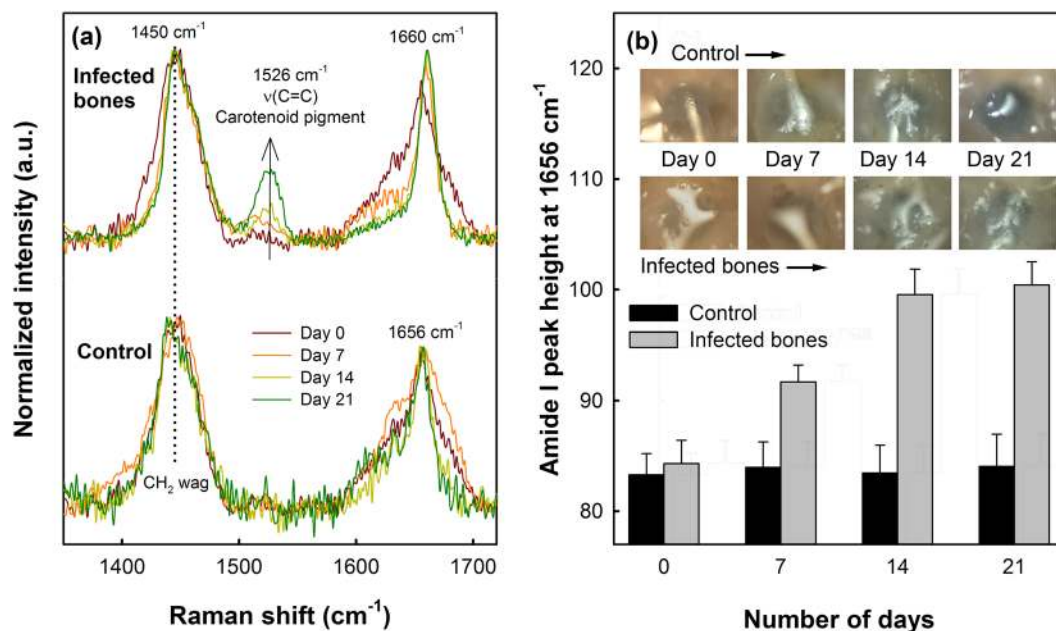 (a)
1450 cm⁻¹
1660 cm⁻¹
Infected
bones
1526 cm⁻¹
ν(C=C)
Carotenoid pigment
Control
1656 cm⁻¹
Day 0
Day 7
Day 14
Day 21
CH₂ wag
Normalized intensity (a.u.)
1400 1500 1600 1700
Raman shift (cm⁻¹)
(b)
Control
Day 0 Day 7 Day 14 Day 21
Infected bones
Control
Infected bones
Amide I peak height at 1656 cm⁻¹
120
110
100
90
80
0 7 14 21
Number of days